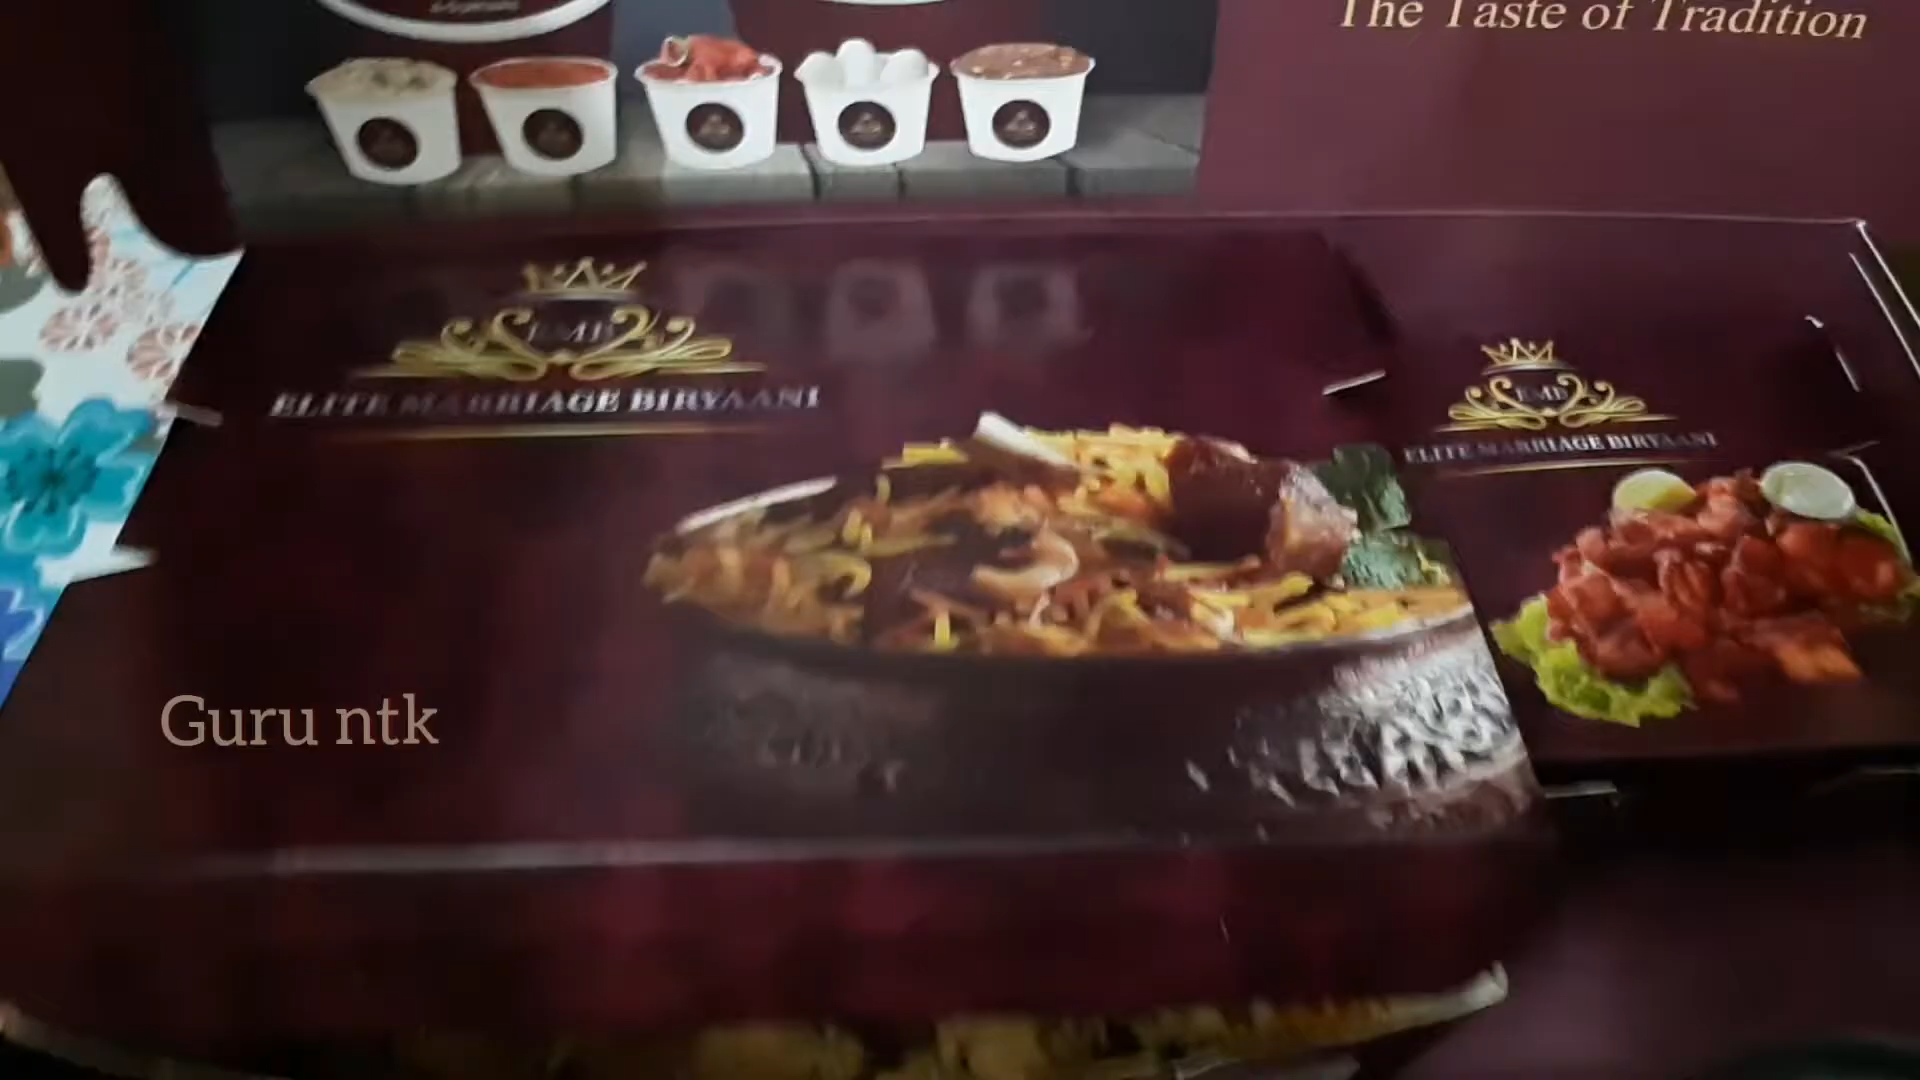 The Taste of Tradition
EMB
ELITE MARRIAGE BIRYAANI
EMB
ELITE MARRIAGE BIRYAANI
Guru ntk